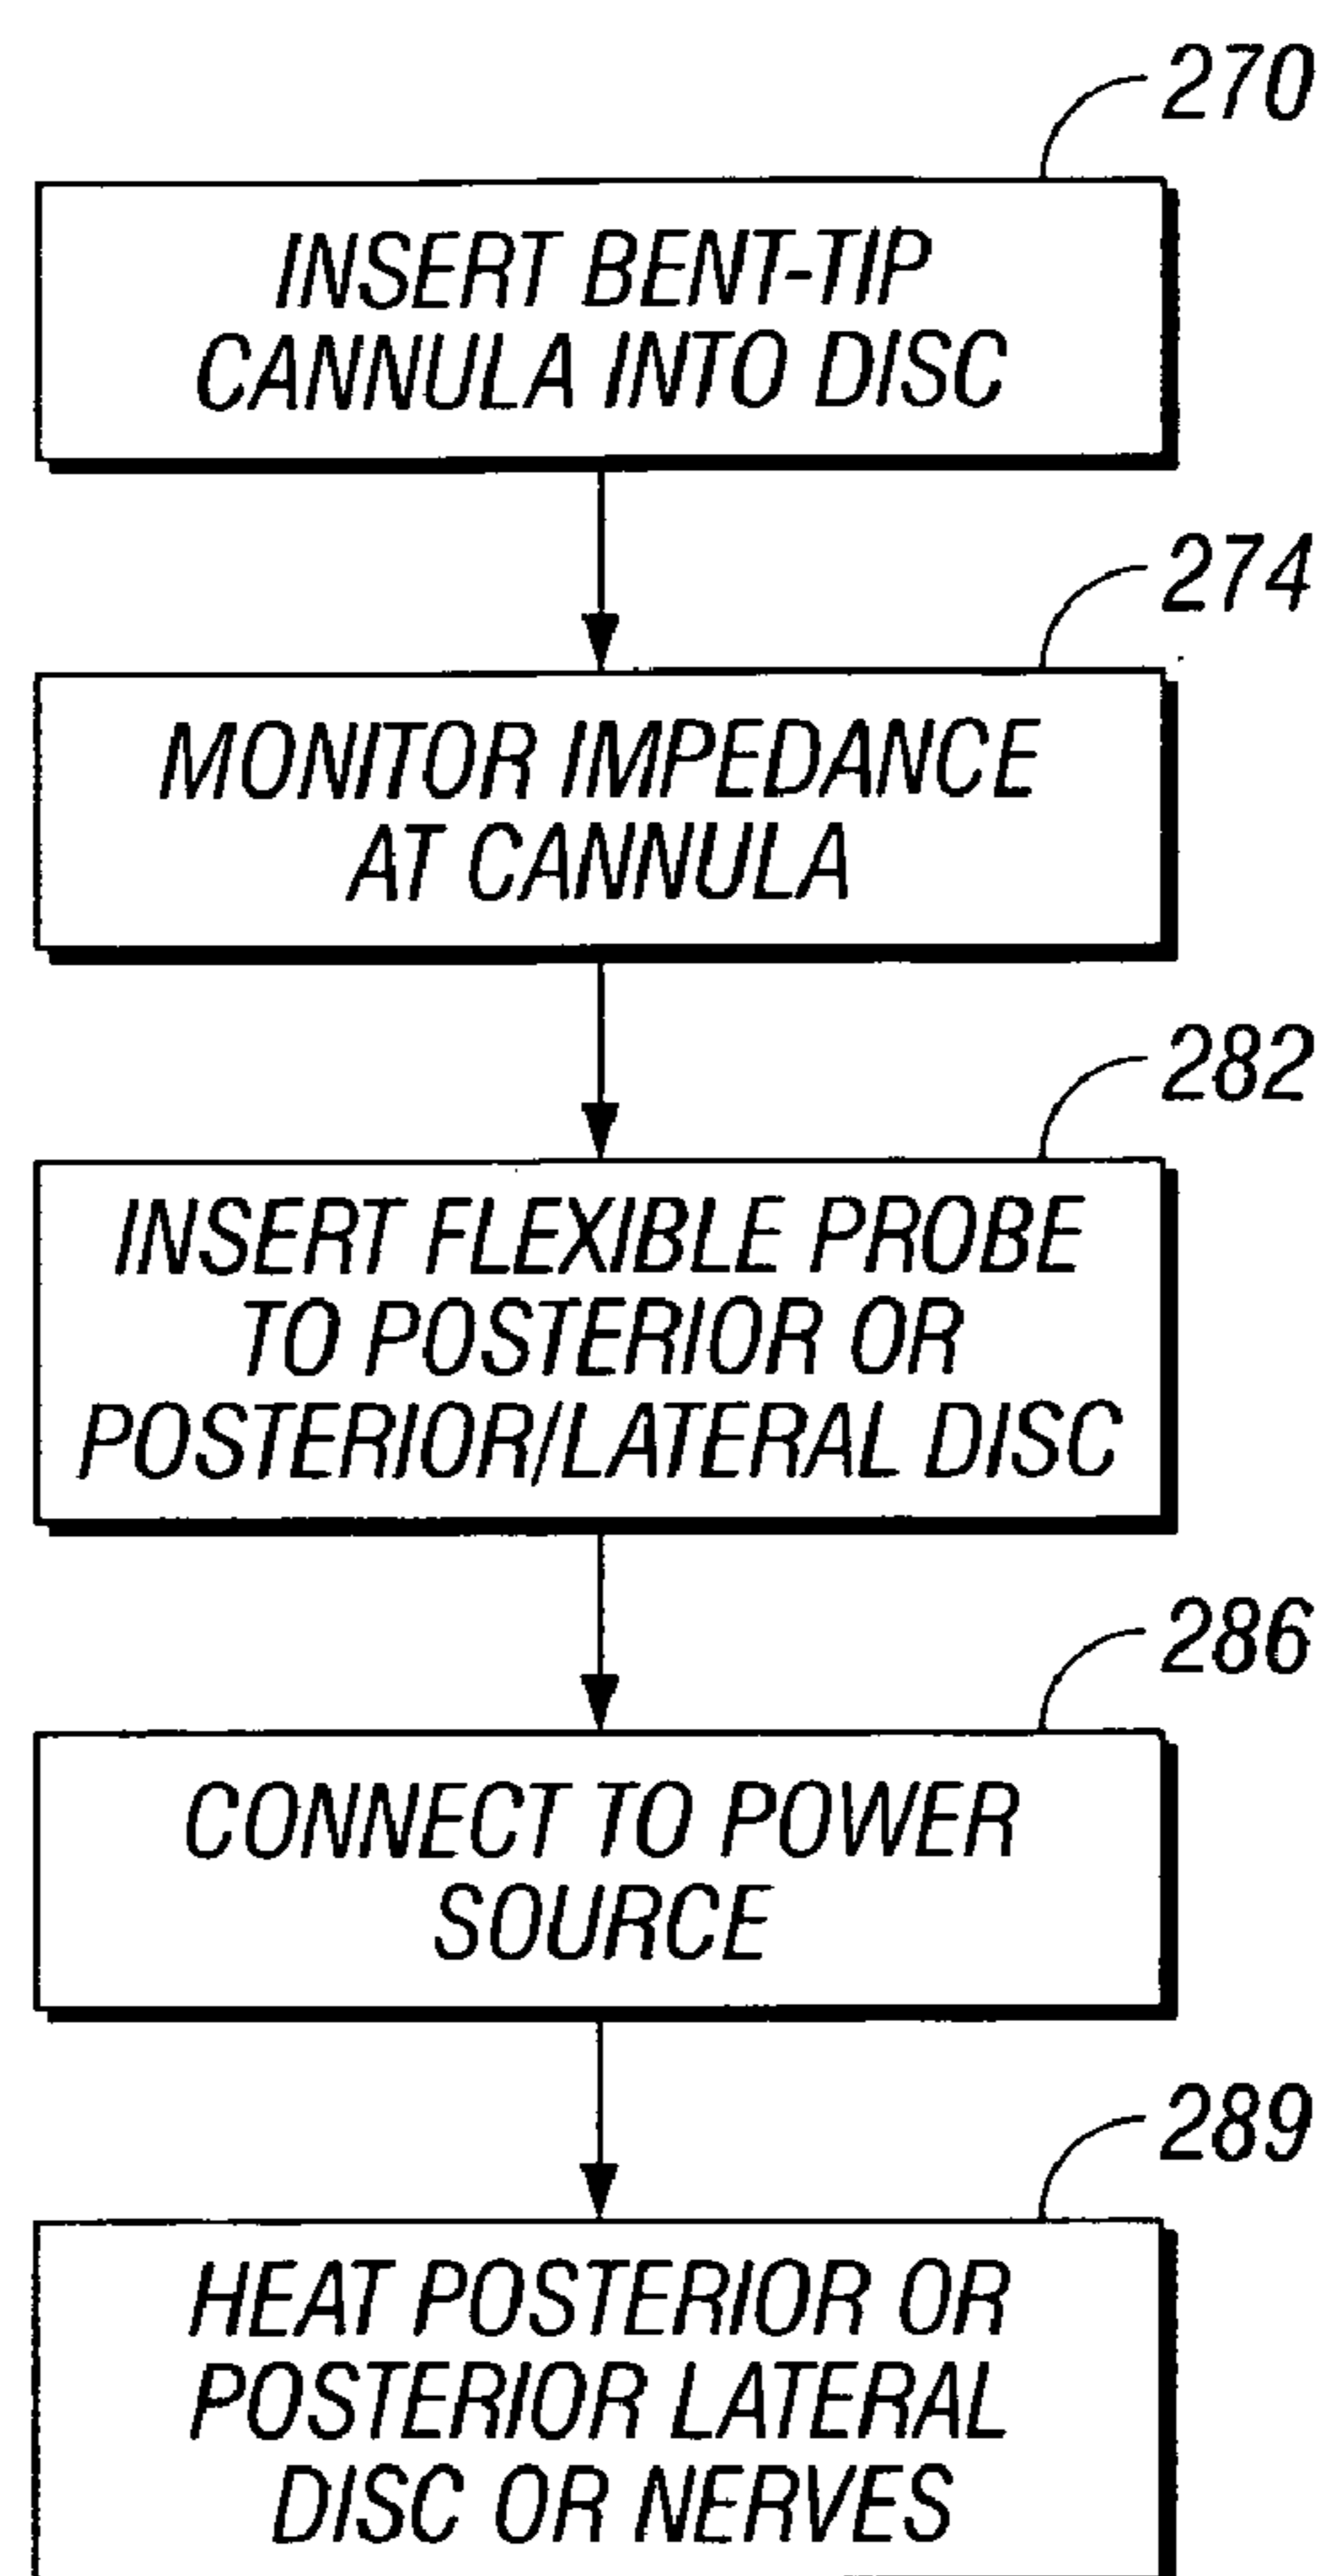 270
INSERT BENT-TIP
CANNULA INTO DISC
274
MONITOR IMPEDANCE
AT CANNULA
282
INSERT FLEXIBLE PROBE
TO POSTERIOR OR
POSTERIOR/LATERAL DISC
286
CONNECT TO POWER
SOURCE
289
HEAT POSTERIOR OR
POSTERIOR LATERAL
DISC OR NERVES